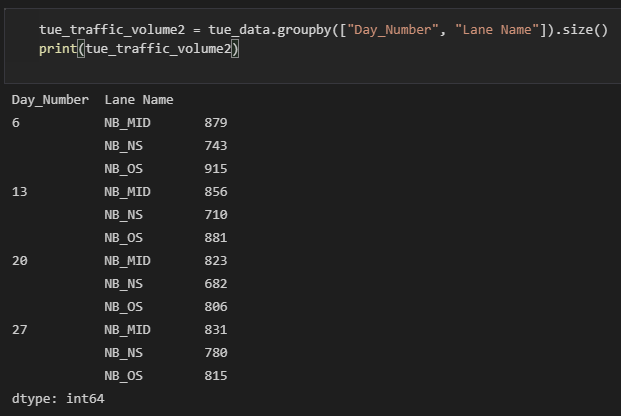 tue_traffic_volume2 = tue_data.groupby(["Day_Number", "Lane Name"]).size()
print(tue_traffic_volume2)
Day_Number  Lane Name
6           NB_MID       879
            NB_NS        743
            NB_OS        915
13          NB_MID       856
            NB_NS        710
            NB_OS        881
20          NB_MID       823
            NB_NS        682
            NB_OS        806
27          NB_MID       831
            NB_NS        780
            NB_OS        815
dtype: int64